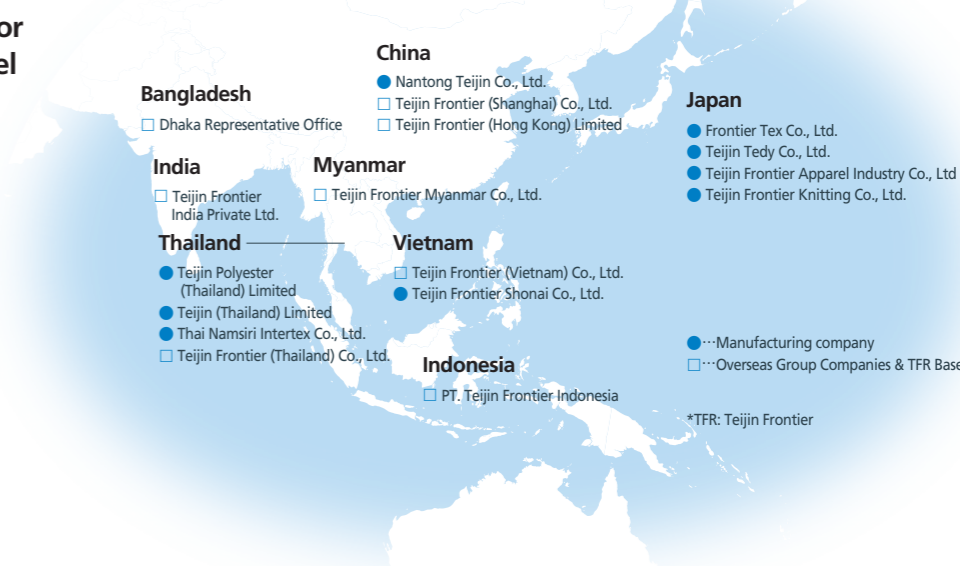 or
el
China
● Nantong Teijin Co., Ltd.
□ Teijin Frontier (Shanghai) Co., Ltd.
□ Teijin Frontier (Hong Kong) Limited
Bangladesh
□ Dhaka Representative Office
Japan
● Frontier Tex Co., Ltd.
● Teijin Tedy Co., Ltd.
● Teijin Frontier Apparel Industry Co., Ltd
● Teijin Frontier Knitting Co., Ltd.
India
□ Teijin Frontier
India Private Ltd.
Myanmar
□ Teijin Frontier Myanmar Co., Ltd.
Thailand
● Teijin Polyester
(Thailand) Limited
● Teijin (Thailand) Limited
● Thai Namsiri Intertex Co., Ltd.
□ Teijin Frontier (Thailand) Co., Ltd.
Vietnam
□ Teijin Frontier (Vietnam) Co., Ltd.
● Teijin Frontier Shonai Co., Ltd.
Indonesia
□ PT. Teijin Frontier Indonesia
●…Manufacturing company
□…Overseas Group Companies & TFR Base
*TFR: Teijin Frontier